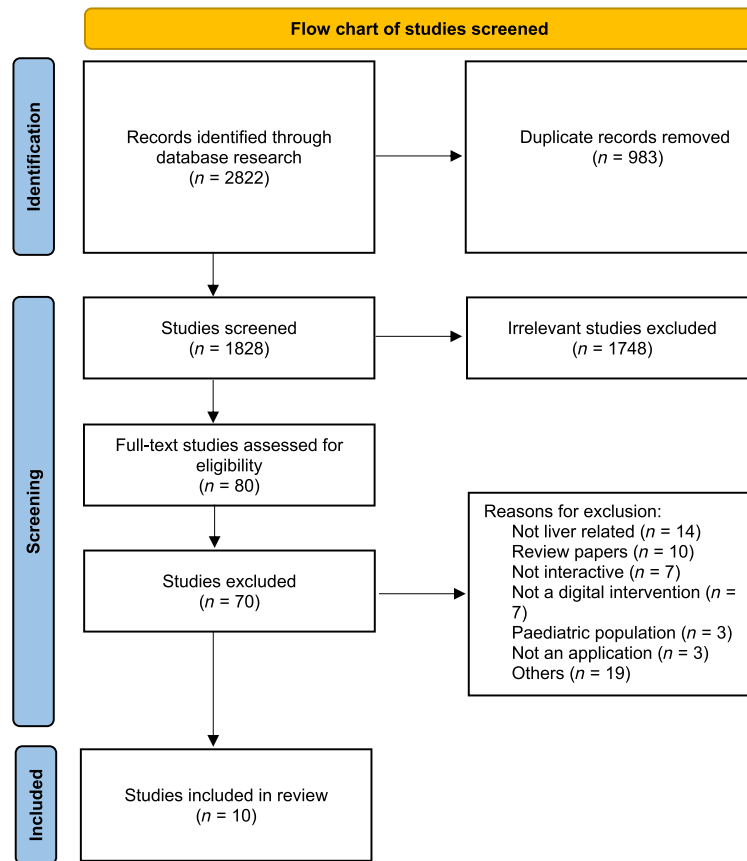 Flow chart of studies screened
Identification
Records identified through
database research
(n = 2822)
Duplicate records removed
(n = 983)
Screening
Studies screened
(n = 1828)
Irrelevant studies excluded
(n = 1748)
Full-text studies assessed for
eligibility
(n = 80)
Studies excluded
(n = 70)
Reasons for exclusion:
Not liver related (n = 14)
Review papers (n = 10)
Not interactive (n = 7)
Not a digital intervention (n =
7)
Paediatric population (n = 3)
Not an application (n = 3)
Others (n = 19)
Included
Studies included in review
(n = 10)